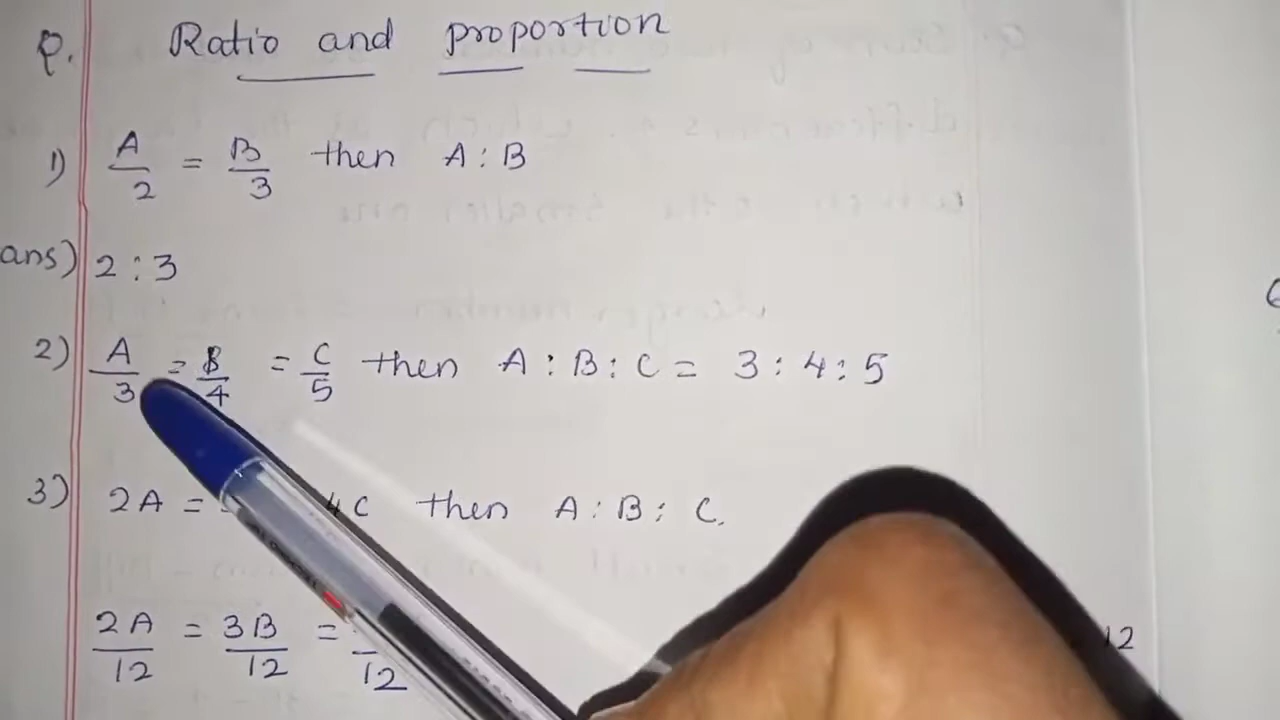 Q. Ratio and proportion
1) A/2 = B/3 then A : B
ans) 2 : 3
2) A/3 = B/4 = C/5 then A : B : C = 3 : 4 : 5
3) 2A = 4C then A : B : C.
2A/12 = 3B/12 = /12 12